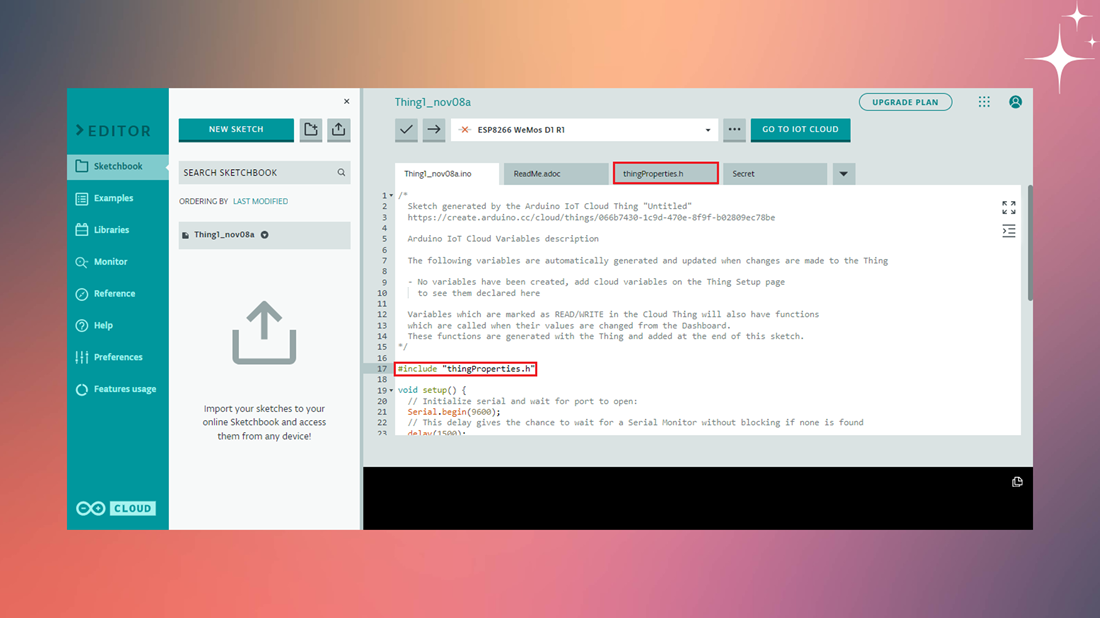 EDITOR
Sketchbook
Examples
Libraries
Monitor
Reference
Help
Preferences
Features usage
CLOUD
NEW SKETCH
SEARCH SKETCHBOOK
ORDERING BY LAST MODIFIED
Thing1_nov08a
Import your sketches to your
online Sketchbook and access
them from any device!
Thing1_nov08a
UPGRADE PLAN
ESP8266 WeMos D1 R1
GO TO IOT CLOUD
Thing1_nov08a.ino ReadMe.adoc thingProperties.h Secret
1 /*
2 Sketch generated by the Arduino IoT Cloud Thing "Untitled"
3 https://create.arduino.cc/cloud/things/066b7430-1c9d-470e-8f9f-b02809ec78be
4
5 Arduino IoT Cloud Variables description
6
7 The following variables are automatically generated and updated when changes are made to the Thing
8
9 - No variables have been created, add cloud variables on the Thing Setup page
10 to see them declared here
11
12 Variables which are marked as READ/WRITE in the Cloud Thing will also have functions
13 which are called when their values are changed from the Dashboard.
14 These functions are generated with the Thing and added at the end of this sketch.
15 */
16
17 #include "thingProperties.h"
18
19 void setup() {
20 // Initialize serial and wait for port to open:
21 Serial.begin(9600);
22 // This delay gives the chance to wait for a Serial Monitor without blocking if none is found
23 delay(1500);